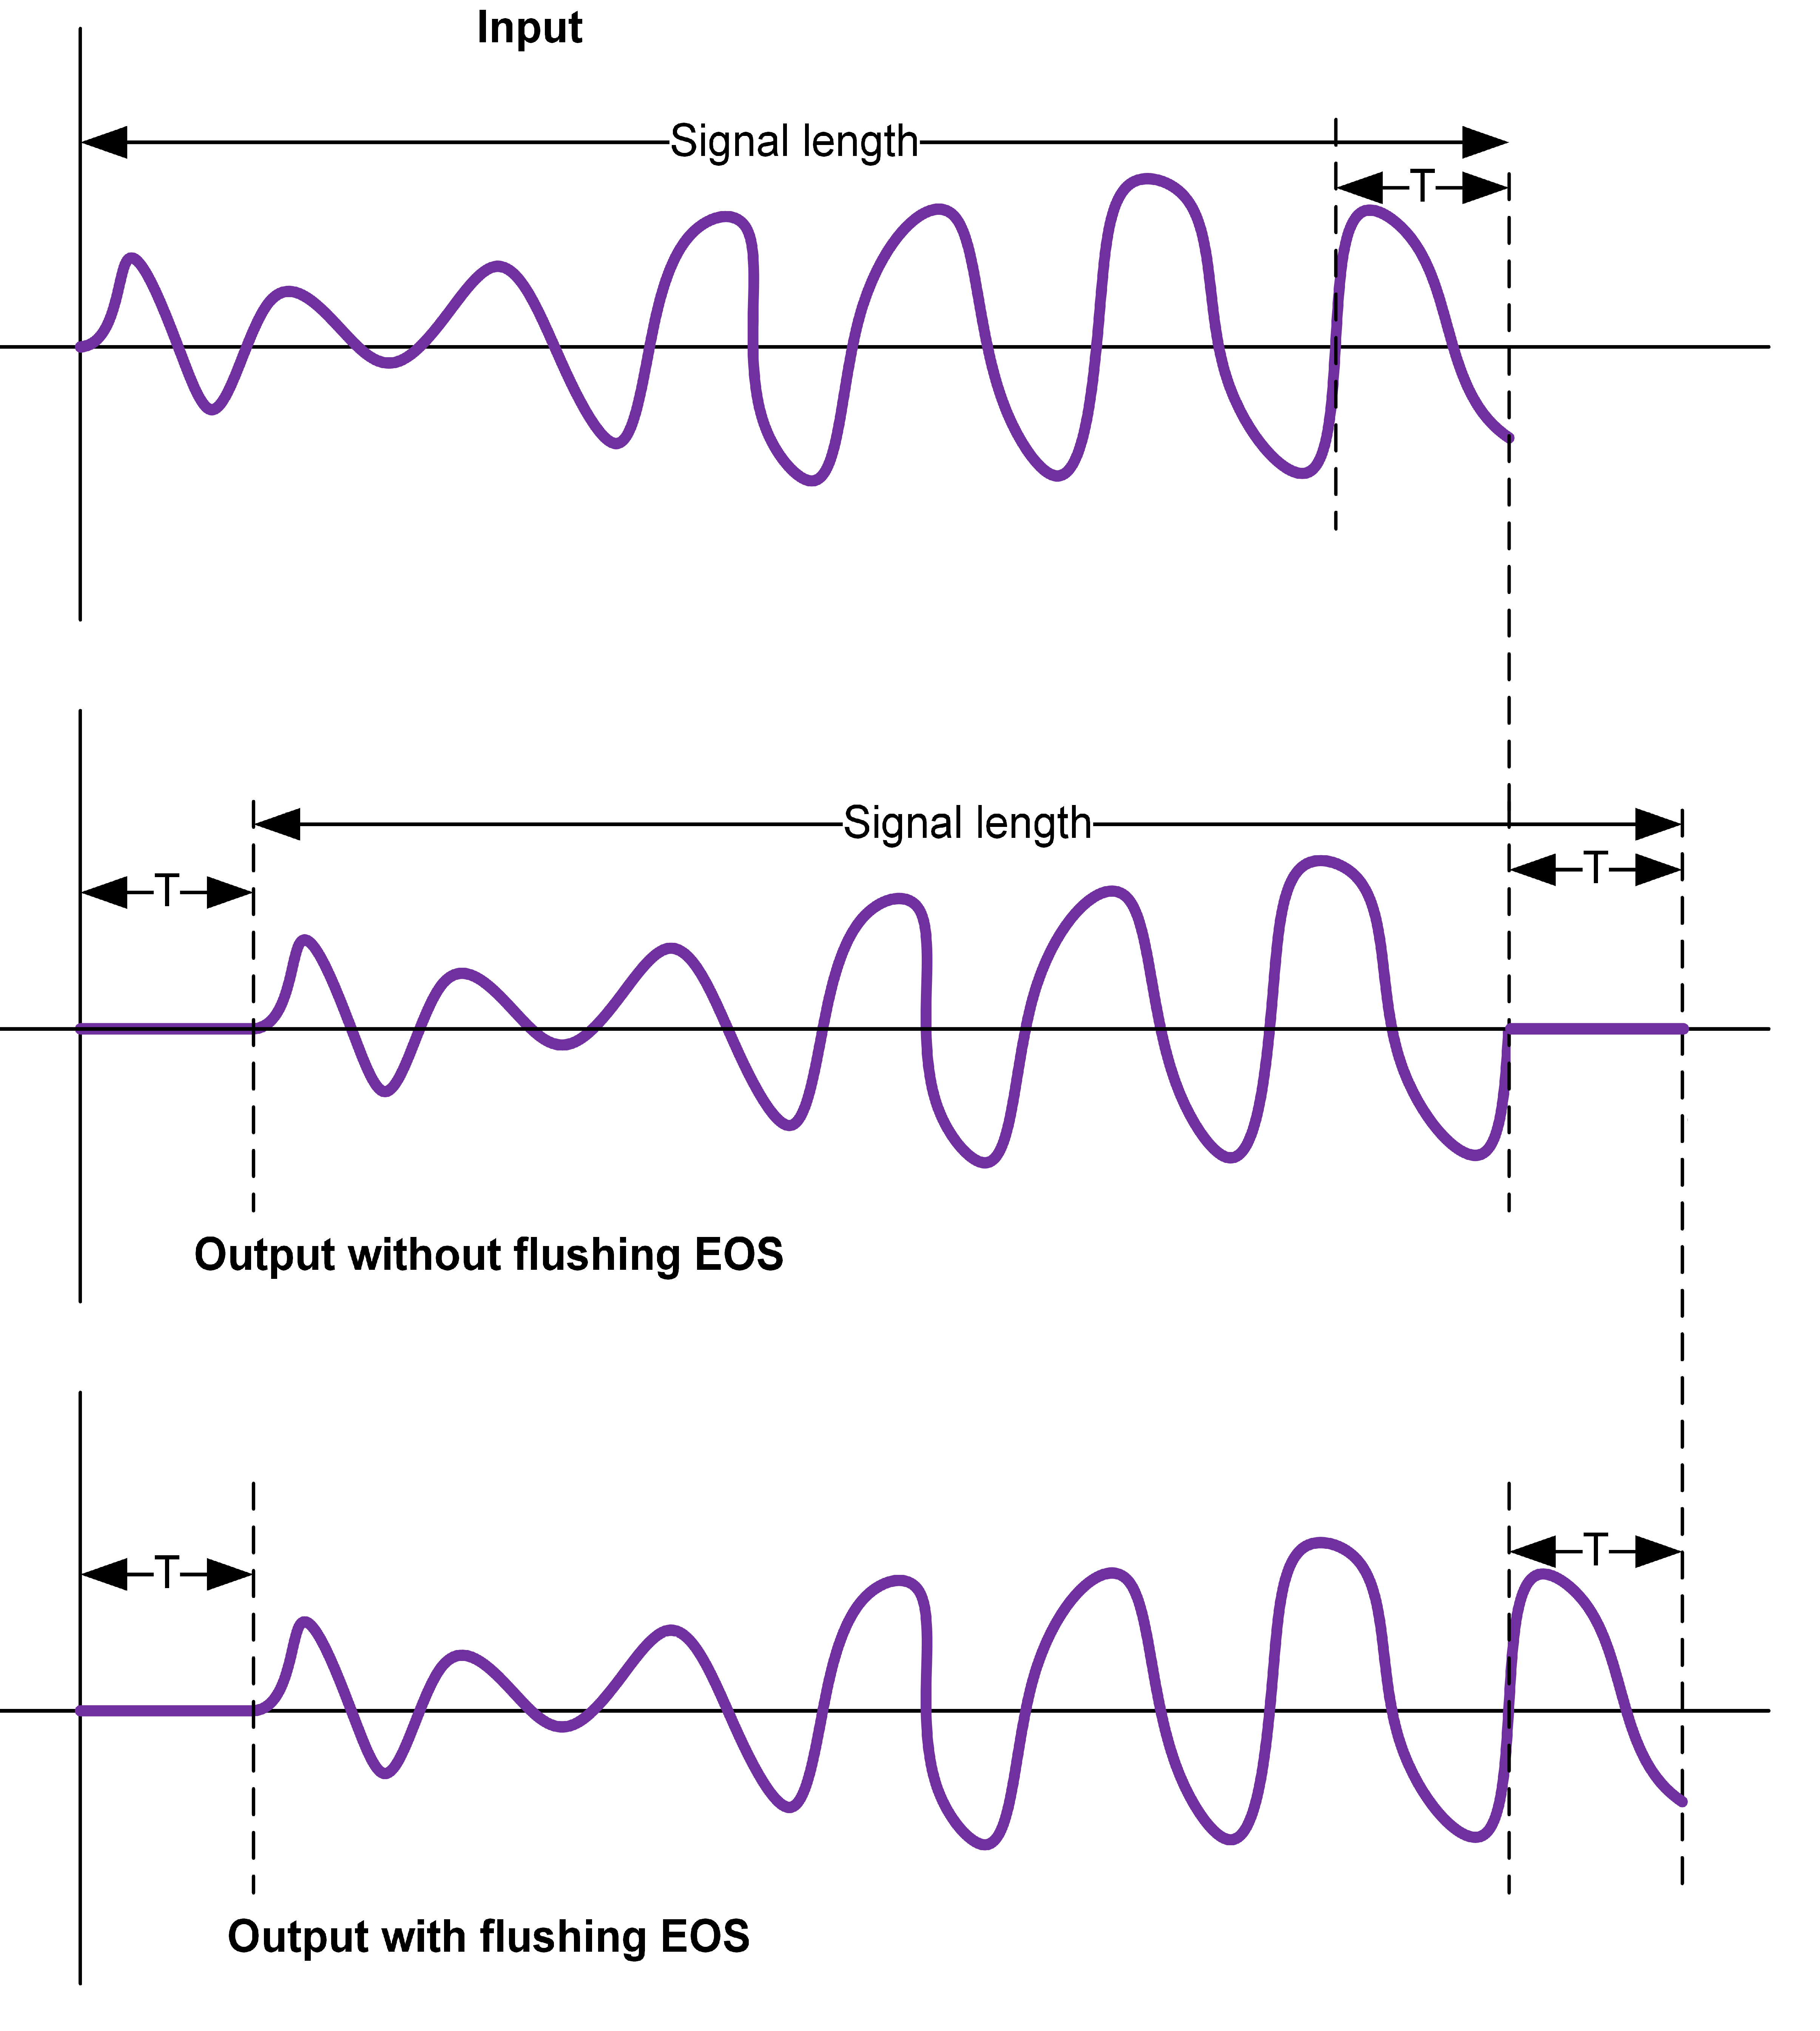 Input
Signal length
T
Signal length
T
T
Output without flushing EOS
T
T
Output with flushing EOS